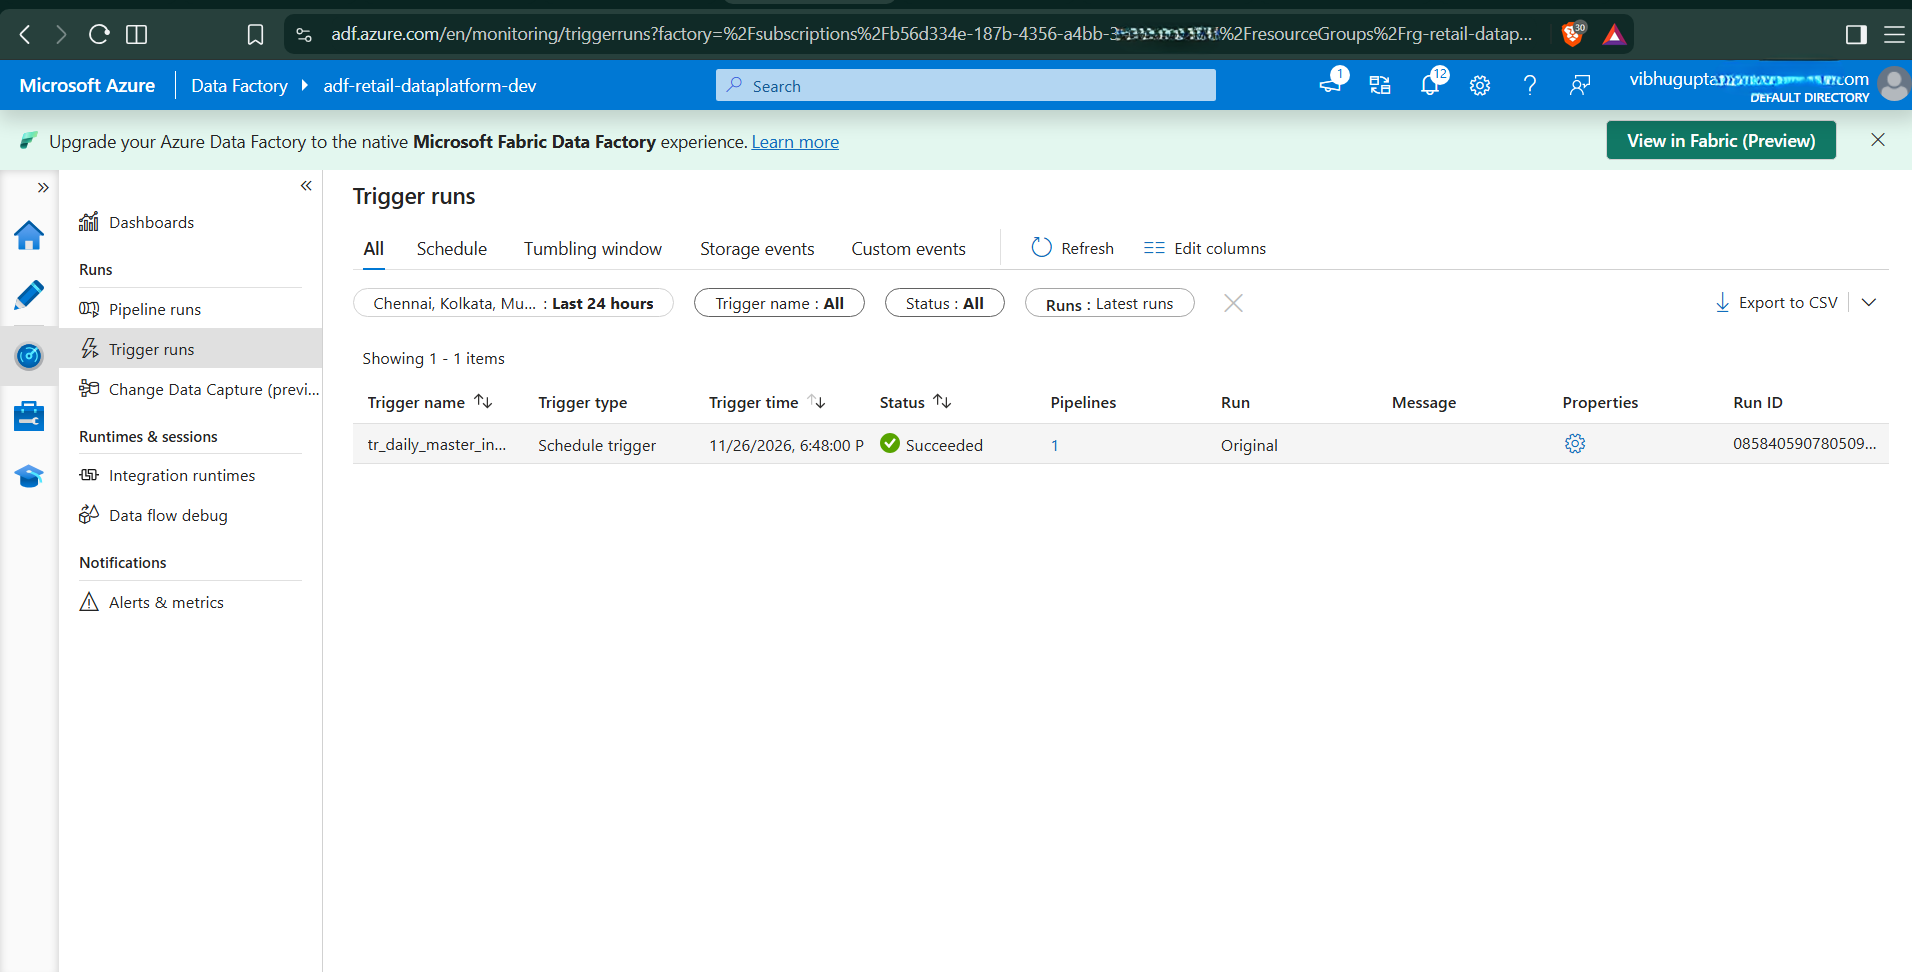 adf.azure.com/en/monitoring/triggerruns?factory=%2Fsubscriptions%2Fb56d334e-187b-4356-a4bb-3 %2FresourceGroups%2Frg-retail-datap...
30
Microsoft Azure
Data Factory
adf-retail-dataplatform-dev
Search
1
12
vibhugupta .com
DEFAULT DIRECTORY
Upgrade your Azure Data Factory to the native Microsoft Fabric Data Factory experience. Learn more
View in Fabric (Preview)
Dashboards
Runs
Pipeline runs
Trigger runs
Change Data Capture (previ...
Runtimes & sessions
Integration runtimes
Data flow debug
Notifications
Alerts & metrics
Trigger runs
All
Schedule
Tumbling window
Storage events
Custom events
Refresh
Edit columns
Chennai, Kolkata, Mu... : Last 24 hours
Trigger name : All
Status : All
Runs : Latest runs
Export to CSV
Showing 1 - 1 items
Trigger name
Trigger type
Trigger time
Status
Pipelines
Run
Message
Properties
Run ID
tr_daily_master_in...
Schedule trigger
11/26/2026, 6:48:00 P
Succeeded
1
Original
085840590780509...